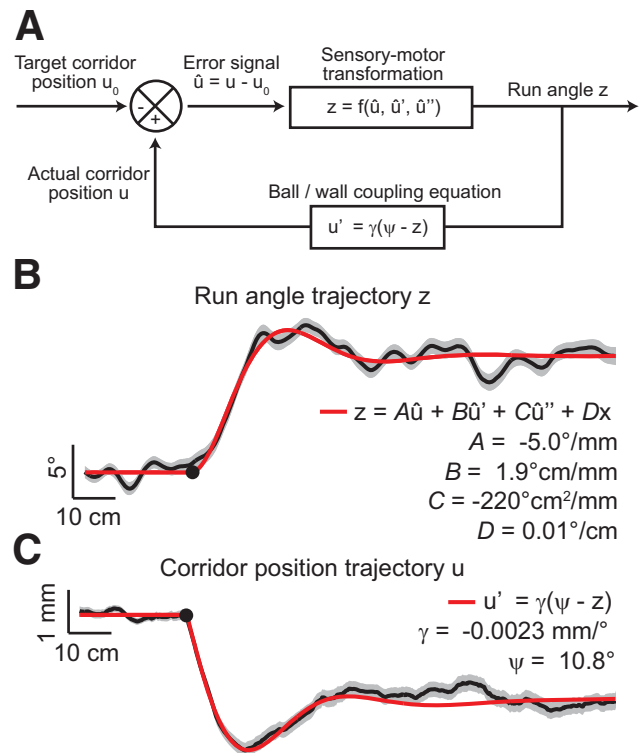 A
Target corridor
position u₀
Error signal
û = u - u₀
Sensory-motor
transformation
z = f(û, û', û'')
Run angle z
-
+
Actual corridor
position u
Ball / wall coupling equation
u' = γ(ψ - z)
B
Run angle trajectory z
z = Aû + Bû' + Cû'' + Dx
A = -5.0°/mm
B = 1.9°cm/mm
C = -220°cm²/mm
D = 0.01°/cm
5°
10 cm
C
Corridor position trajectory u
u' = γ(ψ - z)
γ = -0.0023 mm/°
ψ = 10.8°
1 mm
10 cm